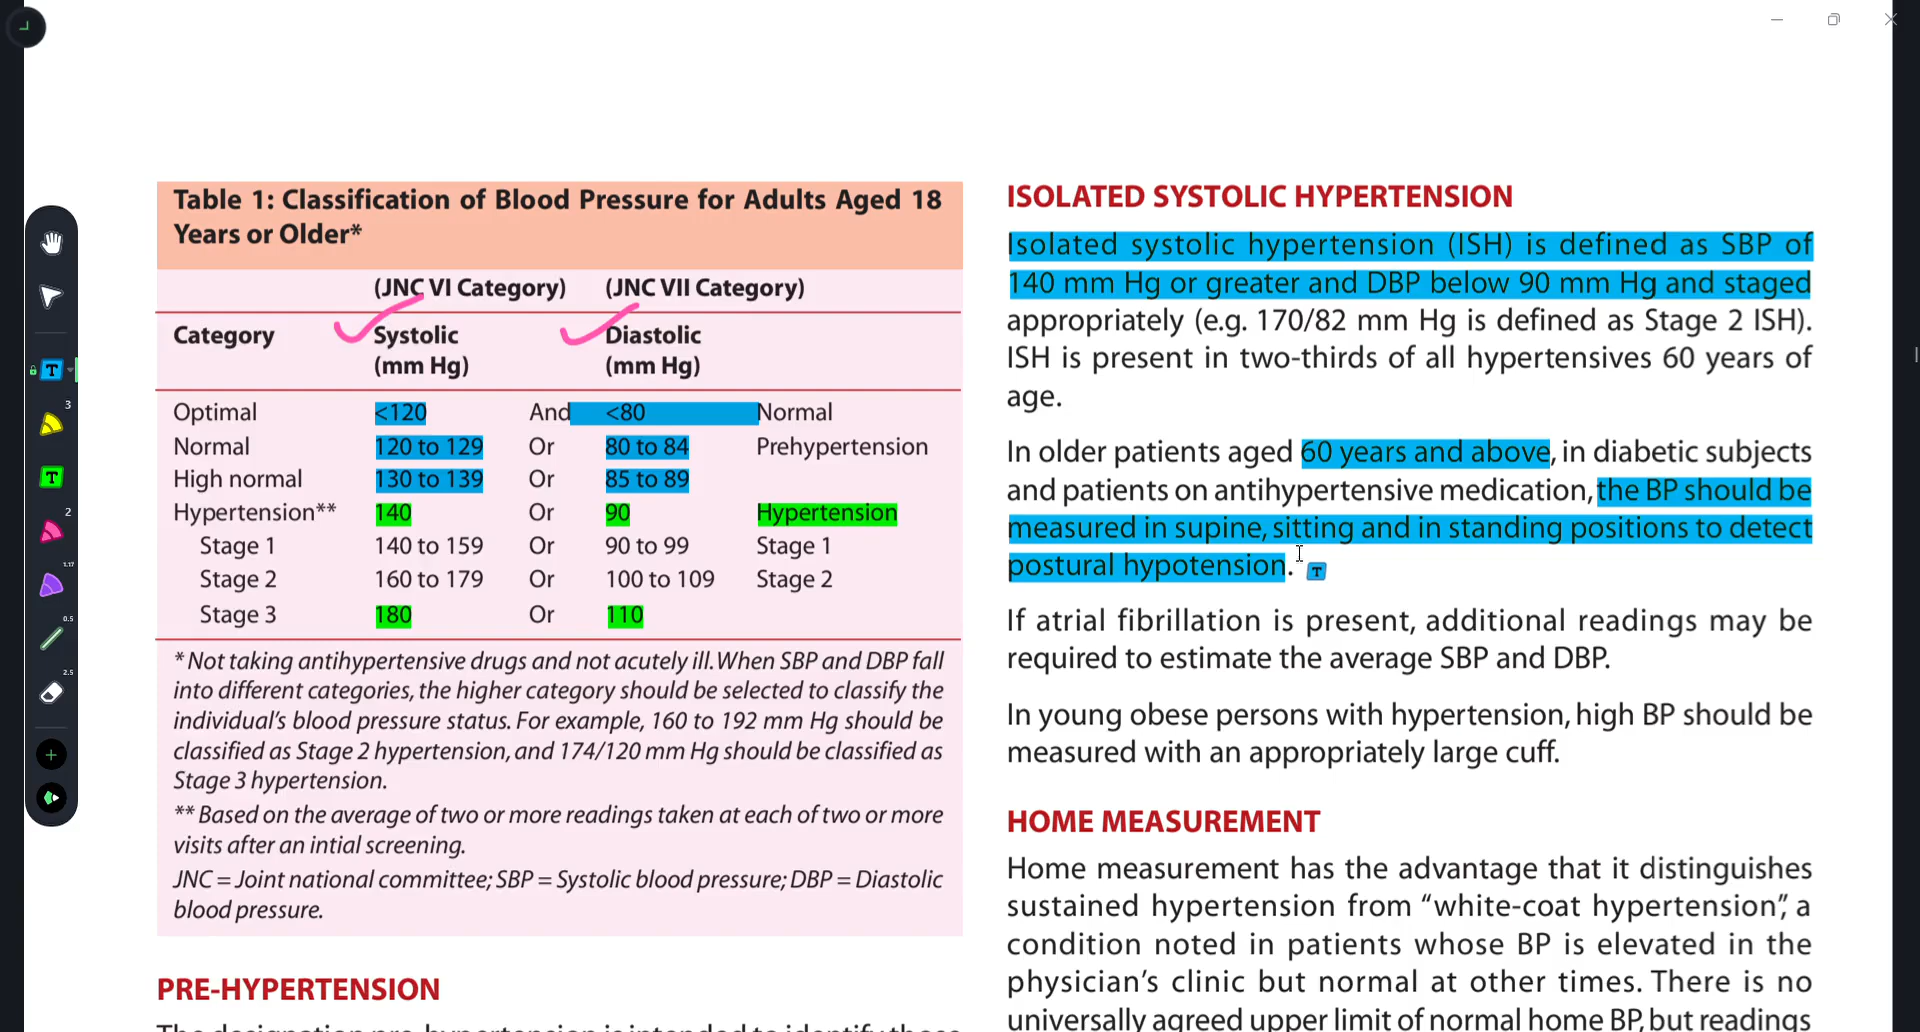 Table 1: Classification of Blood Pressure for Adults Aged 18
Years or Older*
(JNC VI Category) (JNC VII Category)
Category Systolic Diastolic
(mm Hg) (mm Hg)
Optimal <120 And <80 Normal
Normal 120 to 129 Or 80 to 84 Prehypertension
High normal 130 to 139 Or 85 to 89
Hypertension** 140 Or 90 Hypertension
Stage 1 140 to 159 Or 90 to 99 Stage 1
Stage 2 160 to 179 Or 100 to 109 Stage 2
Stage 3 180 Or 110
*Not taking antihypertensive drugs and not acutely ill. When SBP and DBP fall
into different categories, the higher category should be selected to classify the
individual's blood pressure status. For example, 160 to 192 mm Hg should be
classified as Stage 2 hypertension, and 174/120 mm Hg should be classified as
Stage 3 hypertension.
** Based on the average of two or more readings taken at each of two or more
visits after an intial screening.
JNC = Joint national committee; SBP = Systolic blood pressure; DBP = Diastolic
blood pressure.
PRE-HYPERTENSION
The designation pre-hypertension is intended to identify those
ISOLATED SYSTOLIC HYPERTENSION
Isolated systolic hypertension (ISH) is defined as SBP of
140 mm Hg or greater and DBP below 90 mm Hg and staged
appropriately (e.g. 170/82 mm Hg is defined as Stage 2 ISH).
ISH is present in two-thirds of all hypertensives 60 years of
age.
In older patients aged 60 years and above, in diabetic subjects
and patients on antihypertensive medication, the BP should be
measured in supine, sitting and in standing positions to detect
postural hypotension.
T
If atrial fibrillation is present, additional readings may be
required to estimate the average SBP and DBP.
In young obese persons with hypertension, high BP should be
measured with an appropriately large cuff.
HOME MEASUREMENT
Home measurement has the advantage that it distinguishes
sustained hypertension from “white-coat hypertension”, a
condition noted in patients whose BP is elevated in the
physician's clinic but normal at other times. There is no
universally agreed upper limit of normal home BP, but readings
T
3
T
2
1.17
0.5
2.5